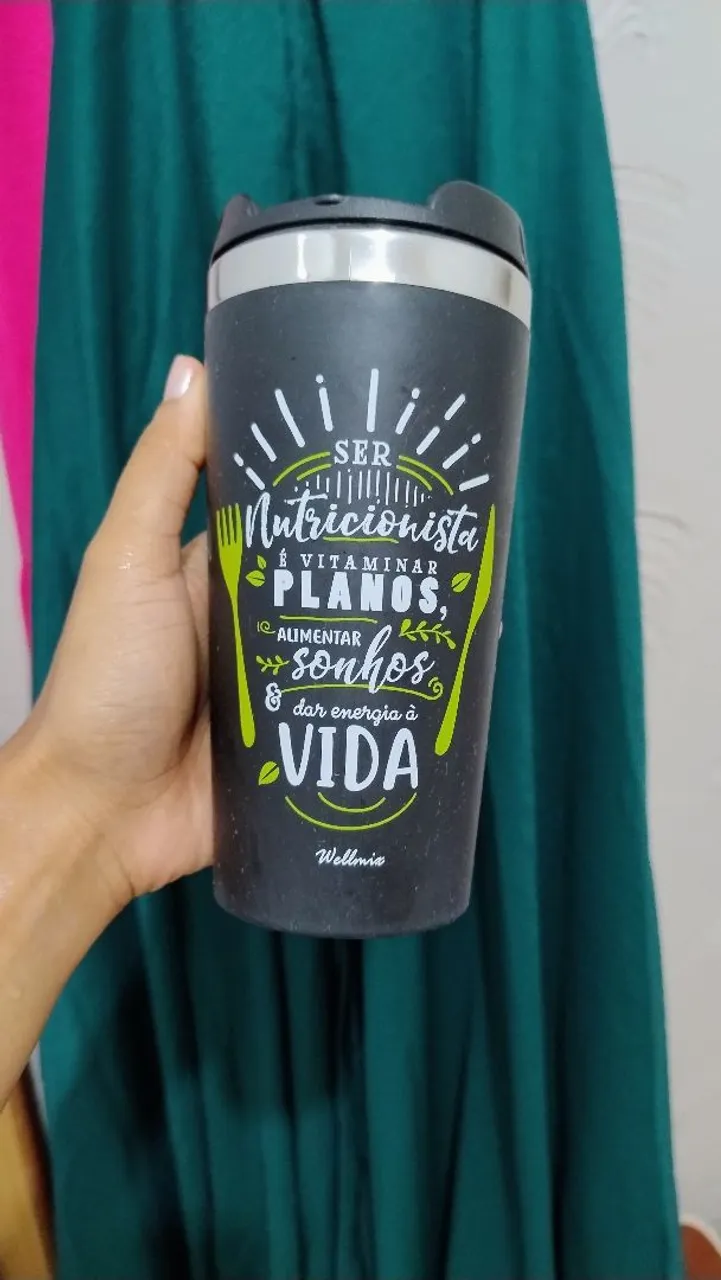 SER
Nutricionista
É VITAMINAR
PLANOS,
ALIMENTAR
sonhos
& dar energia à
VIDA
Wellmix